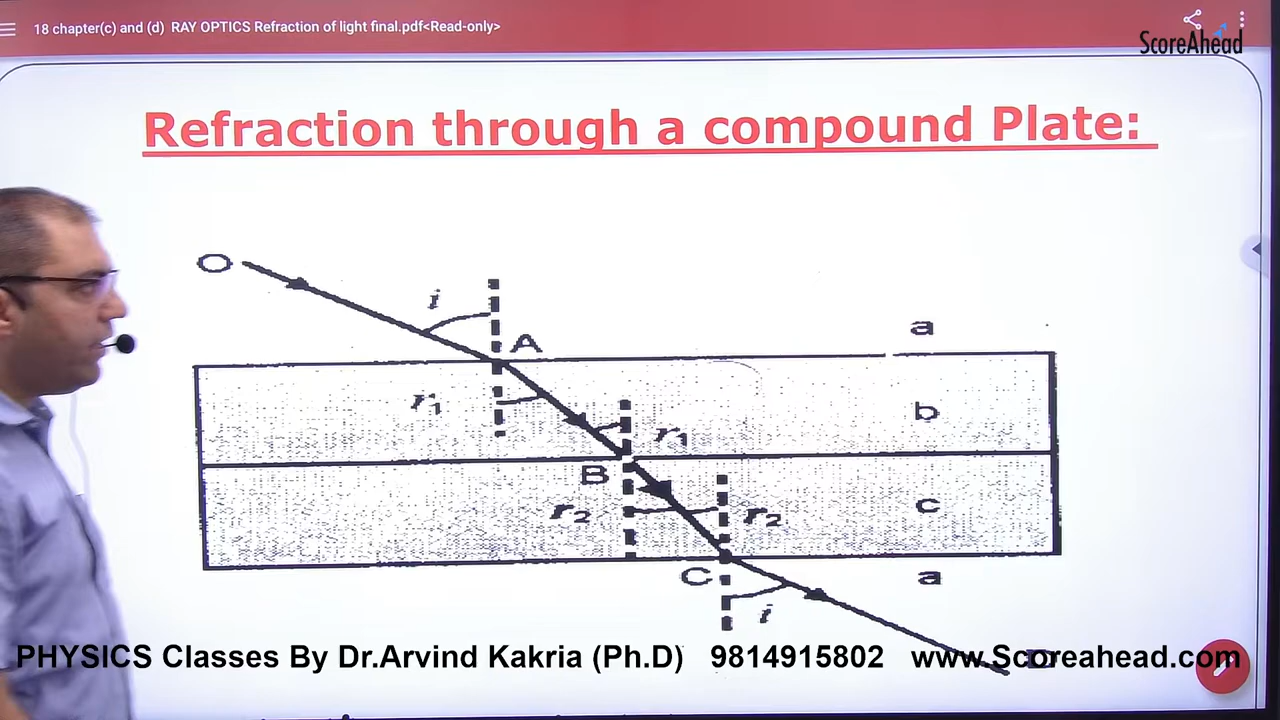 18 chapter(c) and (d) RAY OPTICS Refraction of light final.pdf<Read-only>
ScoreAhead
Refraction through a compound Plate:
O
i
A
a
r₁
r₁
b
B
r₂
r₂
c
C
a
i
PHYSICS Classes By Dr.Arvind Kakria (Ph.D) 9814915802 www.Scoreahead.com